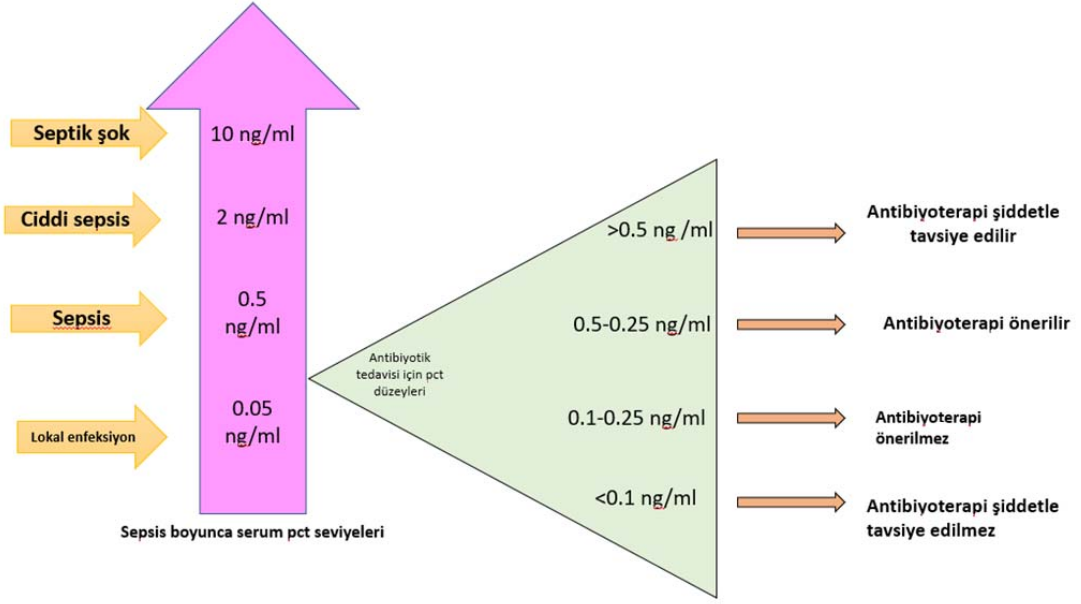 Septik şok
10 ng/ml
Ciddi sepsis
2 ng/ml
Sepsis
0.5
ng/ml
Lokal enfeksiyon
0.05
ng/ml
Sepsis boyunca serum pct seviyeleri
Antibiyotik
tedavisi için pct
düzeyleri
>0.5 ng /ml
Antibiyoterapi şiddetle
tavsiye edilir
0.5-0.25 ng/ml
Antibiyoterapi önerilir
0.1-0.25 ng/ml
Antibiyoterapi
önerilmez
<0.1 ng/ml
Antibiyoterapi şiddetle
tavsiye edilmez